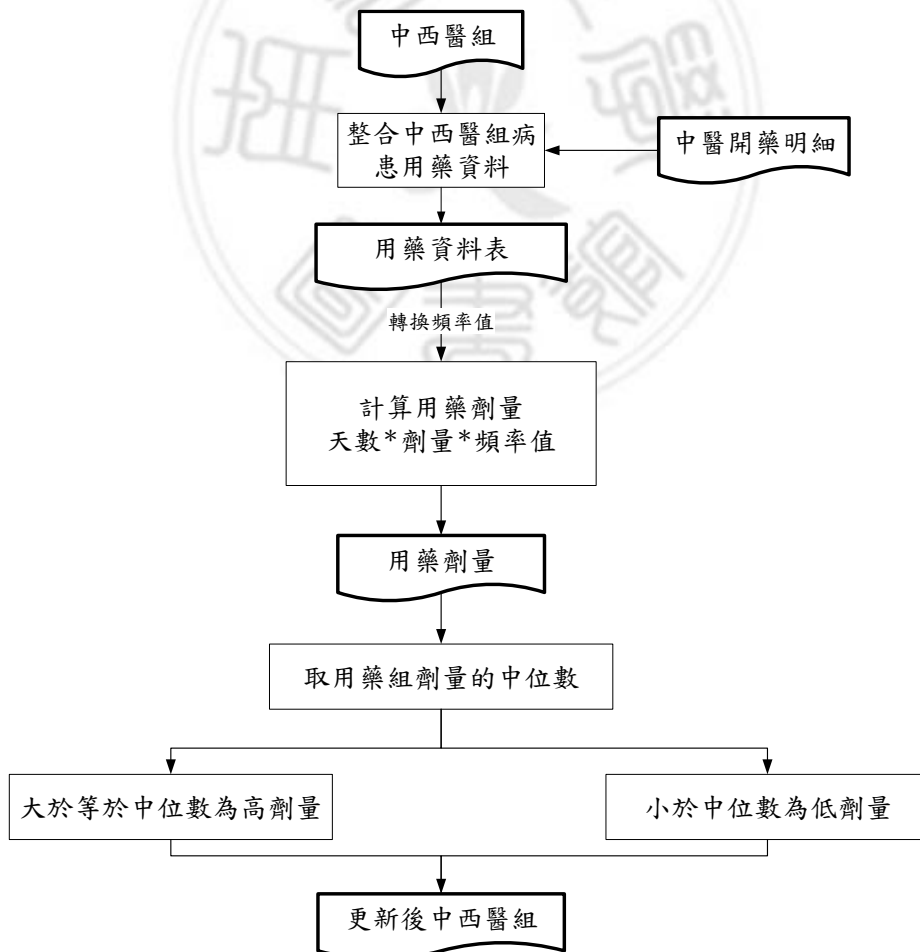 中西醫組
整合中西醫組病
患用藥資料
中醫開藥明細
用藥資料表
轉換頻率值
計算用藥劑量
天數*劑量*頻率值
用藥劑量
取用藥組劑量的中位數
大於等於中位數為高劑量
小於中位數為低劑量
更新後中西醫組